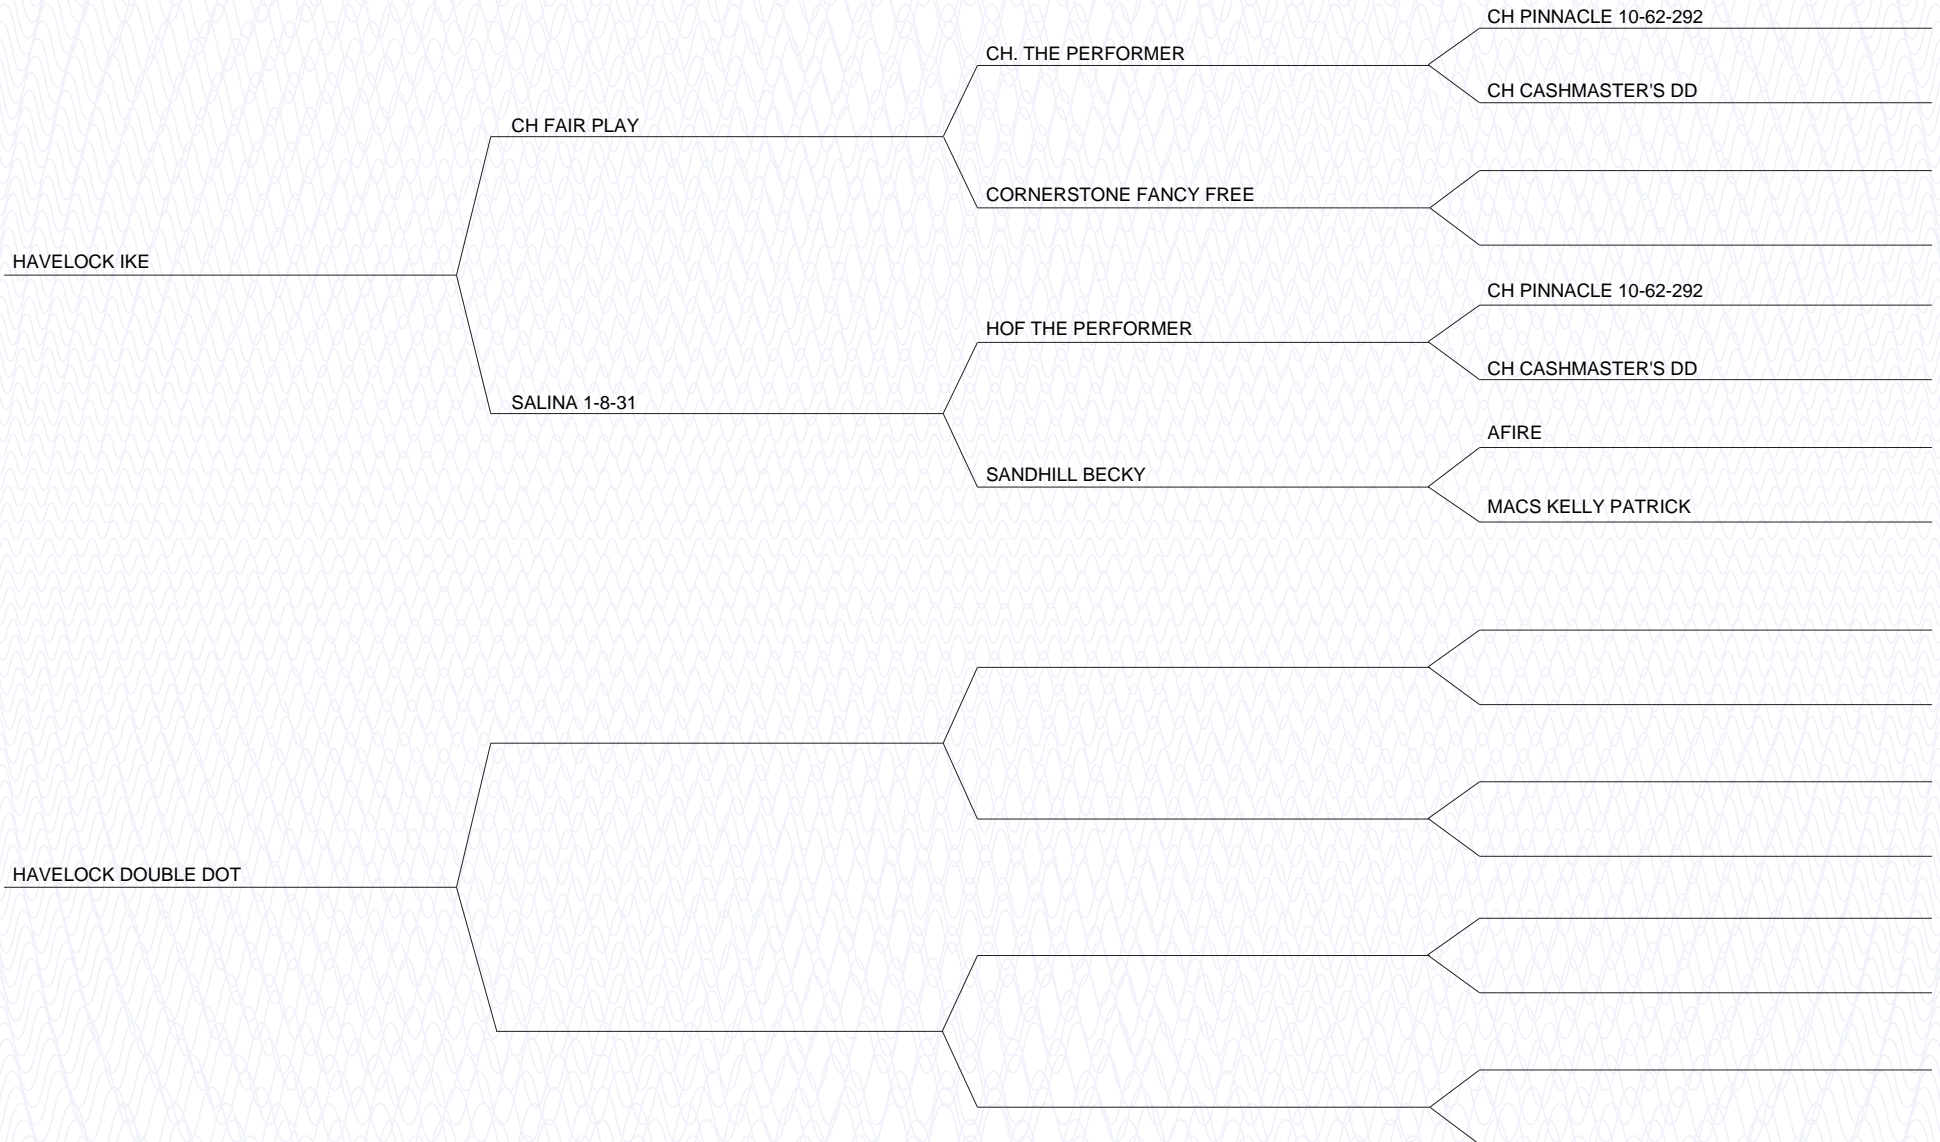 CH PINNACLE 10-62-292
CH. THE PERFORMER
CH CASHMASTER'S DD
CH FAIR PLAY
CORNERSTONE FANCY FREE
HAVELOCK IKE
CH PINNACLE 10-62-292
HOF THE PERFORMER
CH CASHMASTER'S DD
SALINA 1-8-31
AFIRE
SANDHILL BECKY
MACS KELLY PATRICK
HAVELOCK DOUBLE DOT